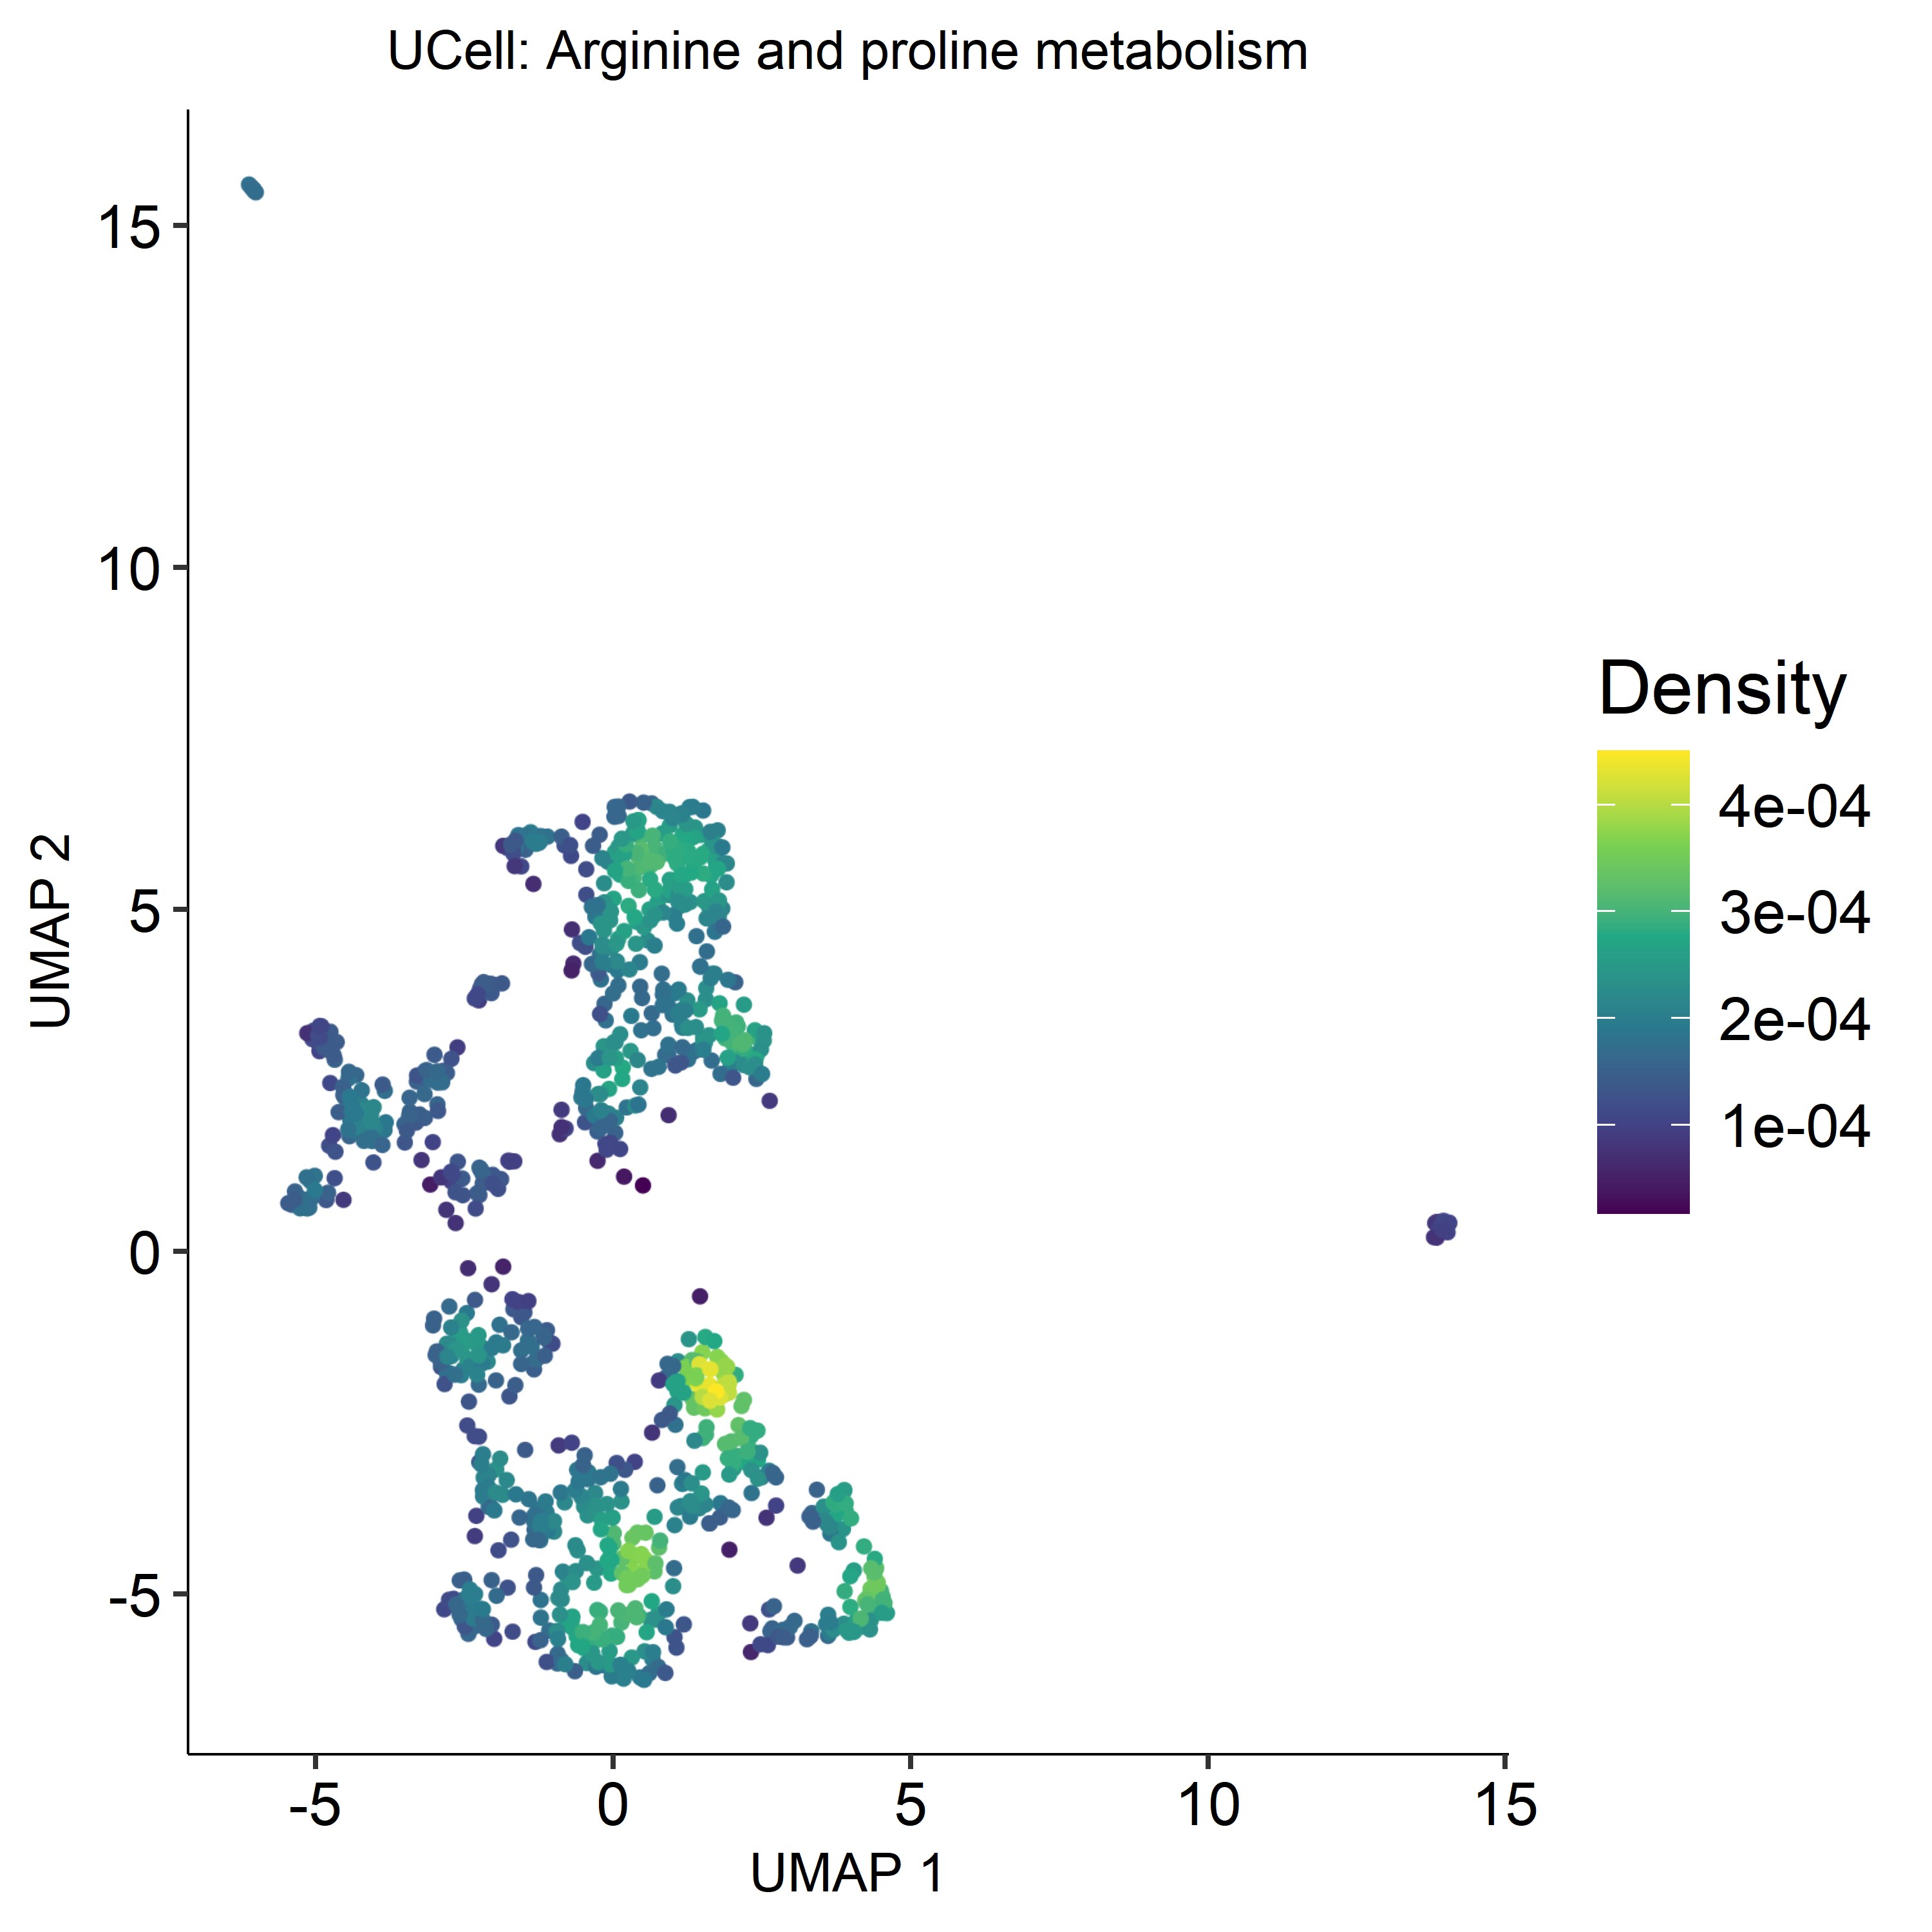 UCell: Arginine and proline metabolism
15
10
5
0
-5
UMAP 2
-5 0 5 10 15
UMAP 1
Density
4e-04
3e-04
2e-04
1e-04